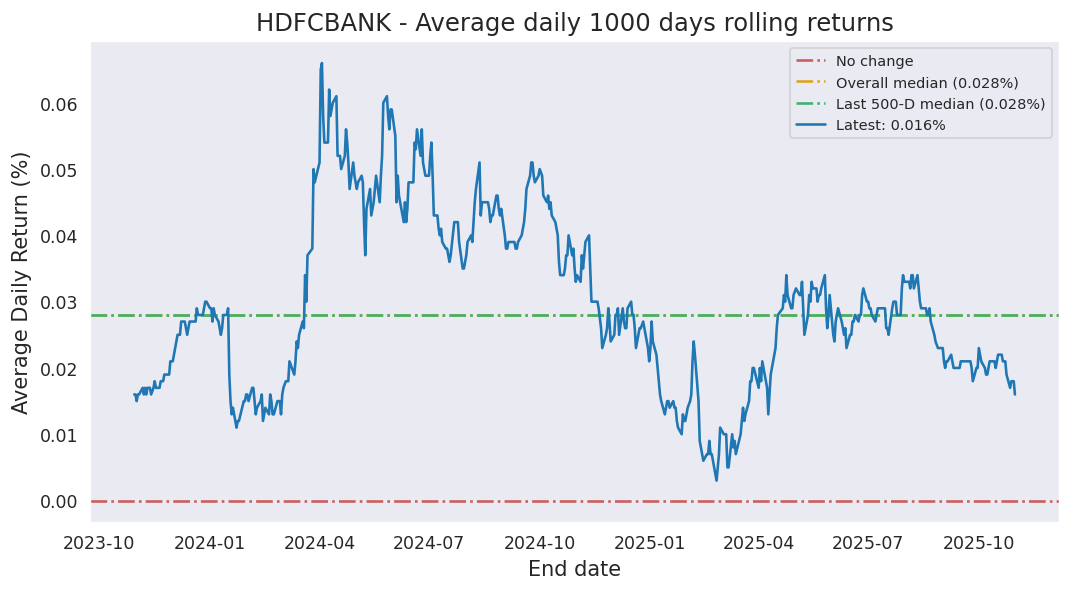 HDFCBANK - Average daily 1000 days rolling returns
No change
Overall median (0.028%)
Last 500-D median (0.028%)
Latest: 0.016%
Average Daily Return (%)
0.06
0.05
0.04
0.03
0.02
0.01
0.00
2023-10 2024-01 2024-04 2024-07 2024-10 2025-01 2025-04 2025-07 2025-10
End date